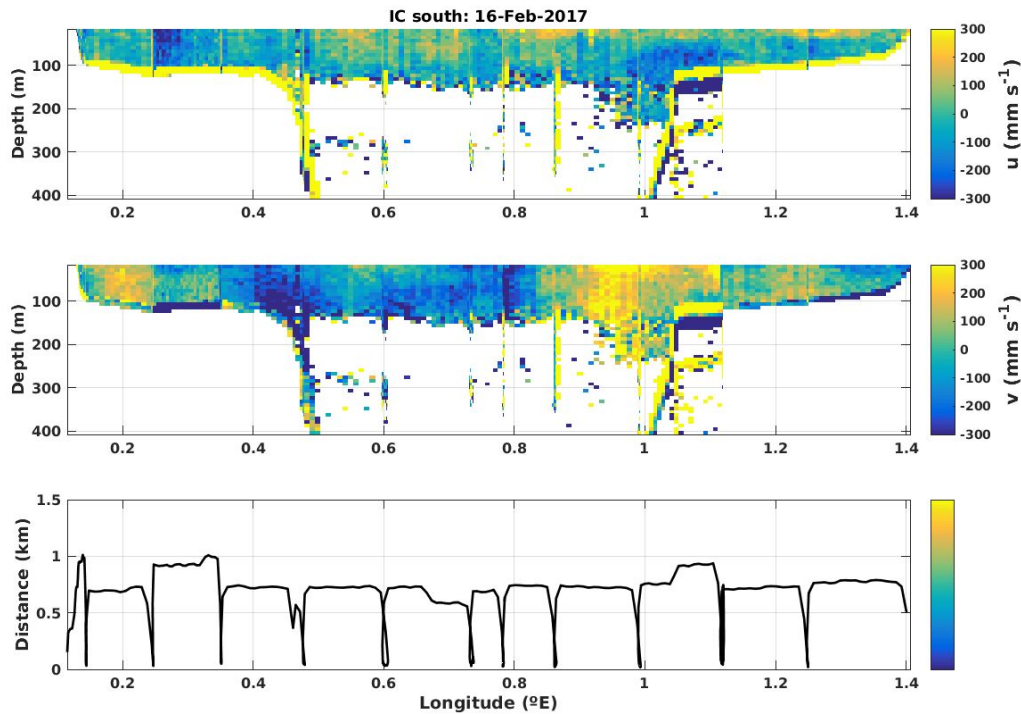 IC south: 16-Feb-2017
Depth (m)
100
200
300
400
0.2 0.4 0.6 0.8 1 1.2 1.4
300
200
100
0
-100
-200
-300
u (mm s-1)
Depth (m)
100
200
300
400
0.2 0.4 0.6 0.8 1 1.2 1.4
300
200
100
0
-100
-200
-300
v (mm s-1)
Distance (km)
1.5
1
0.5
0
0.2 0.4 0.6 0.8 1 1.2 1.4
Longitude (ºE)